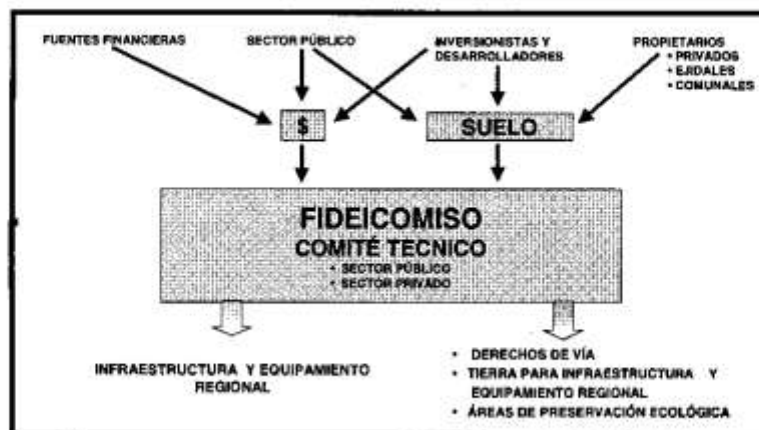 FUENTES FINANCIERAS
SECTOR PÚBLICO
INVERSIONISTAS Y
DESARROLLADORES
PROPIETARIOS
• PRIVADOS
• EJIDALES
• COMUNALES
$
SUELO
FIDEICOMISO
COMITÉ TECNICO
• SECTOR PÚBLICO
• SECTOR PRIVADO
INFRAESTRUCTURA Y EQUIPAMIENTO
REGIONAL
• DERECHOS DE VÍA
• TIERRA PARA INFRAESTRUCTURA Y
EQUIPAMIENTO REGIONAL
• ÁREAS DE PRESERVACIÓN ECOLÓGICA